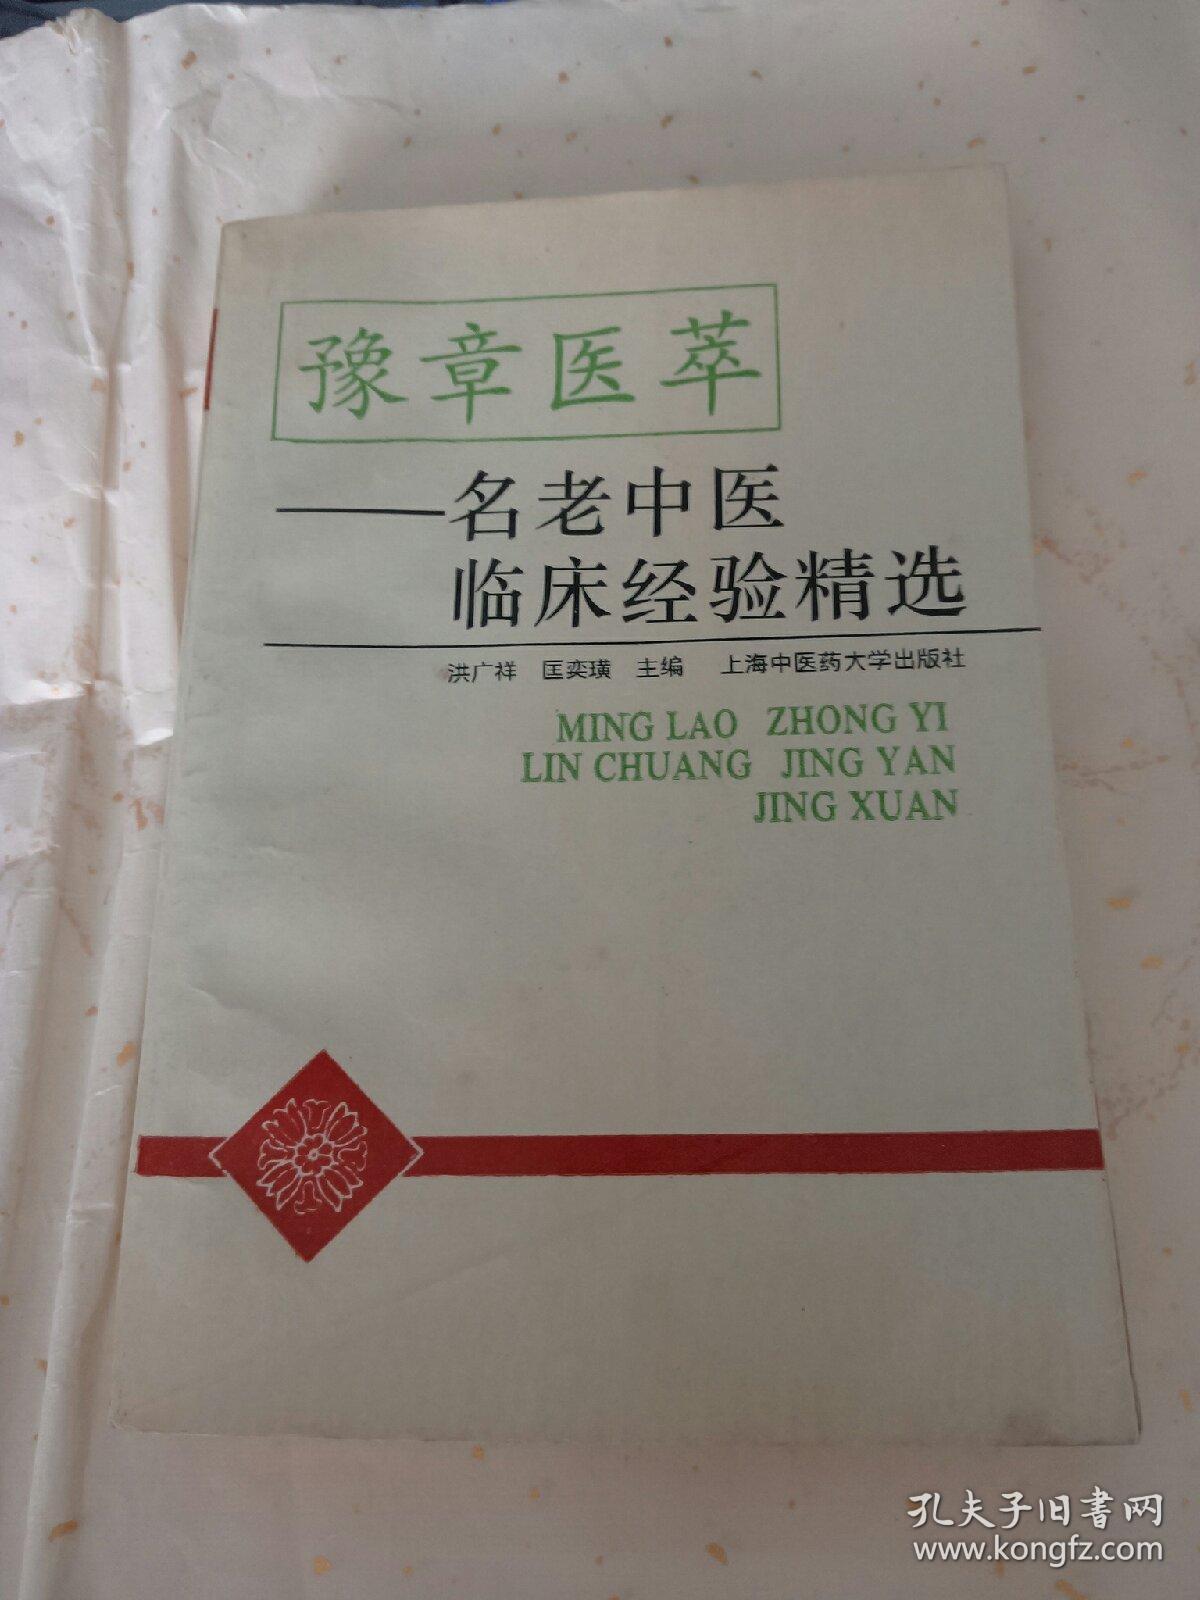 豫章医萃
——名老中医
临床经验精选
洪广祥 匡奕璜 主编 上海中医药大学出版社
MING LAO ZHONG YI
LIN CHUANG JING YAN
JING XUAN
孔夫子旧书网
www.kongfz.com